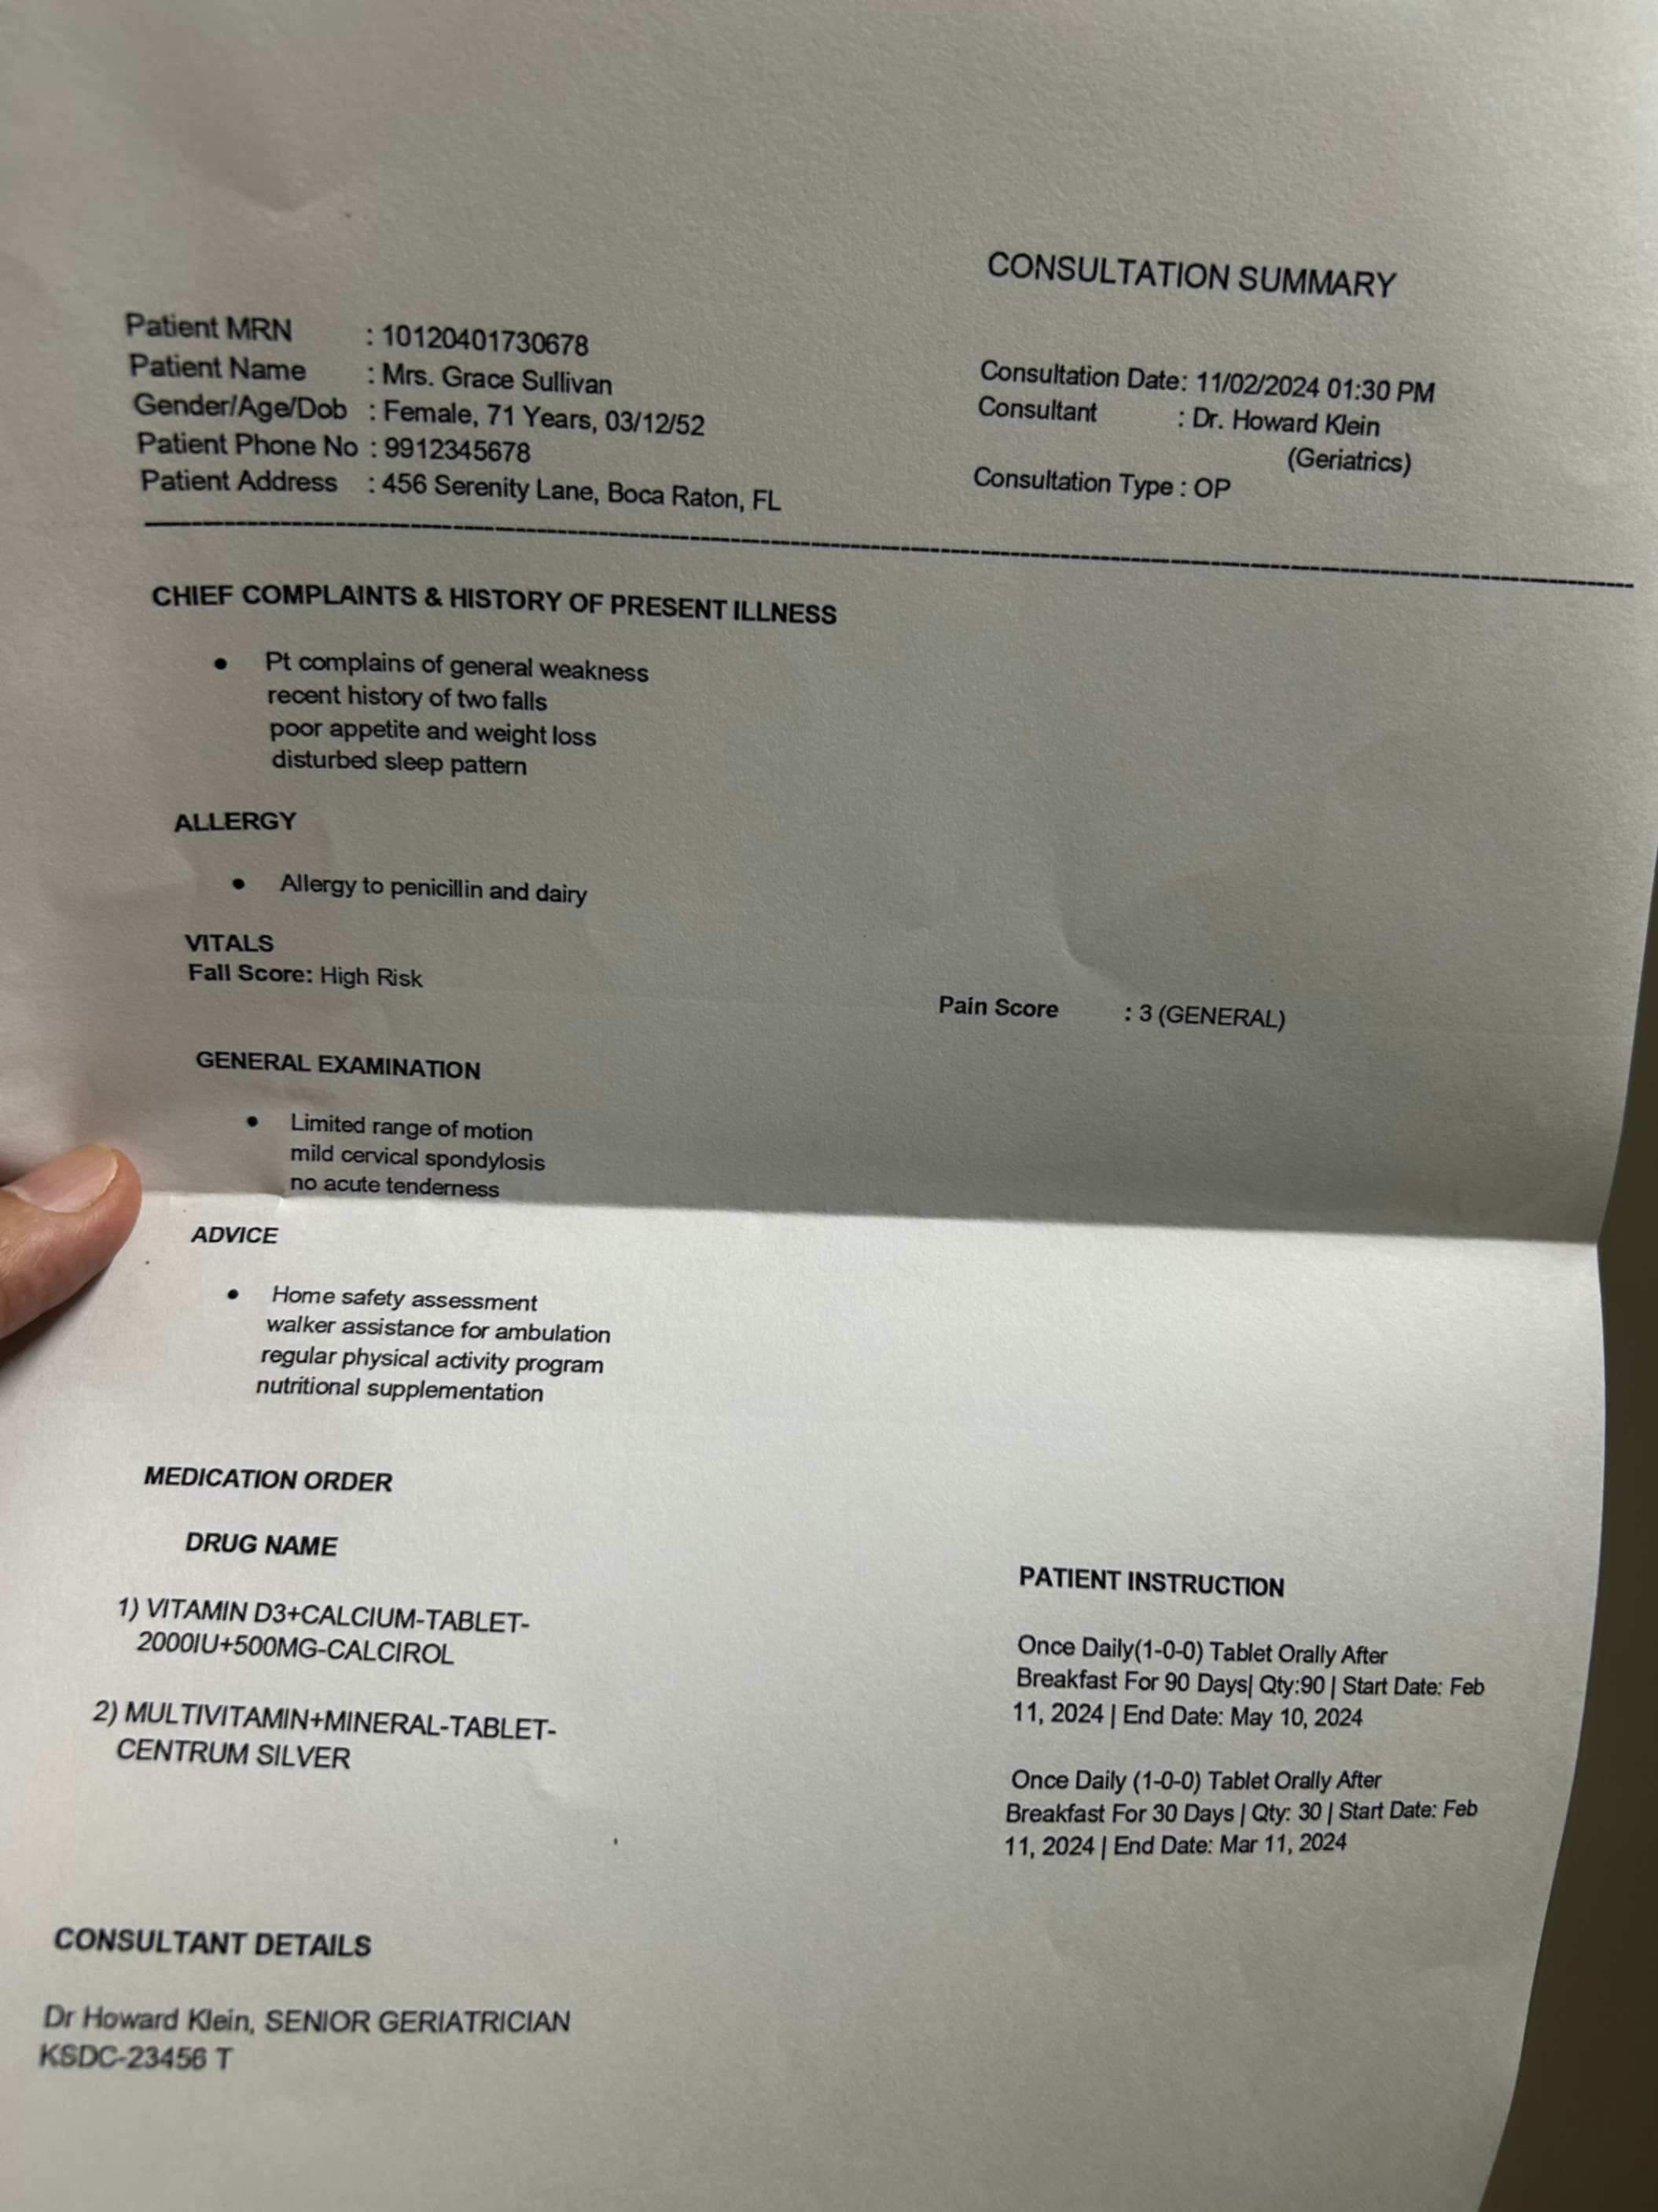 CONSULTATION SUMMARY
Patient MRN : 10120401730678
Patient Name : Mrs. Grace Sullivan
Gender/Age/Dob : Female, 71 Years, 03/12/52
Patient Phone No : 9912345678
Patient Address : 456 Serenity Lane, Boca Raton, FL
Consultation Date: 11/02/2024 01:30 PM
Consultant : Dr. Howard Klein
(Geriatrics)
Consultation Type : OP
CHIEF COMPLAINTS & HISTORY OF PRESENT ILLNESS
• Pt complains of general weakness
recent history of two falls
poor appetite and weight loss
disturbed sleep pattern
ALLERGY
• Allergy to penicillin and dairy
VITALS
Fall Score: High Risk
Pain Score : 3 (GENERAL)
GENERAL EXAMINATION
• Limited range of motion
mild cervical spondylosis
no acute tenderness
ADVICE
• Home safety assessment
walker assistance for ambulation
regular physical activity program
nutritional supplementation
MEDICATION ORDER
DRUG NAME
1) VITAMIN D3+CALCIUM-TABLET-
2000IU+500MG-CALCIROL
2) MULTIVITAMIN+MINERAL-TABLET-
CENTRUM SILVER
PATIENT INSTRUCTION
Once Daily(1-0-0) Tablet Orally After
Breakfast For 90 Days| Qty:90 | Start Date: Feb
11, 2024 | End Date: May 10, 2024
Once Daily (1-0-0) Tablet Orally After
Breakfast For 30 Days | Qty: 30 | Start Date: Feb
11, 2024 | End Date: Mar 11, 2024
CONSULTANT DETAILS
Dr Howard Klein, SENIOR GERIATRICIAN
KSDC-23456 T